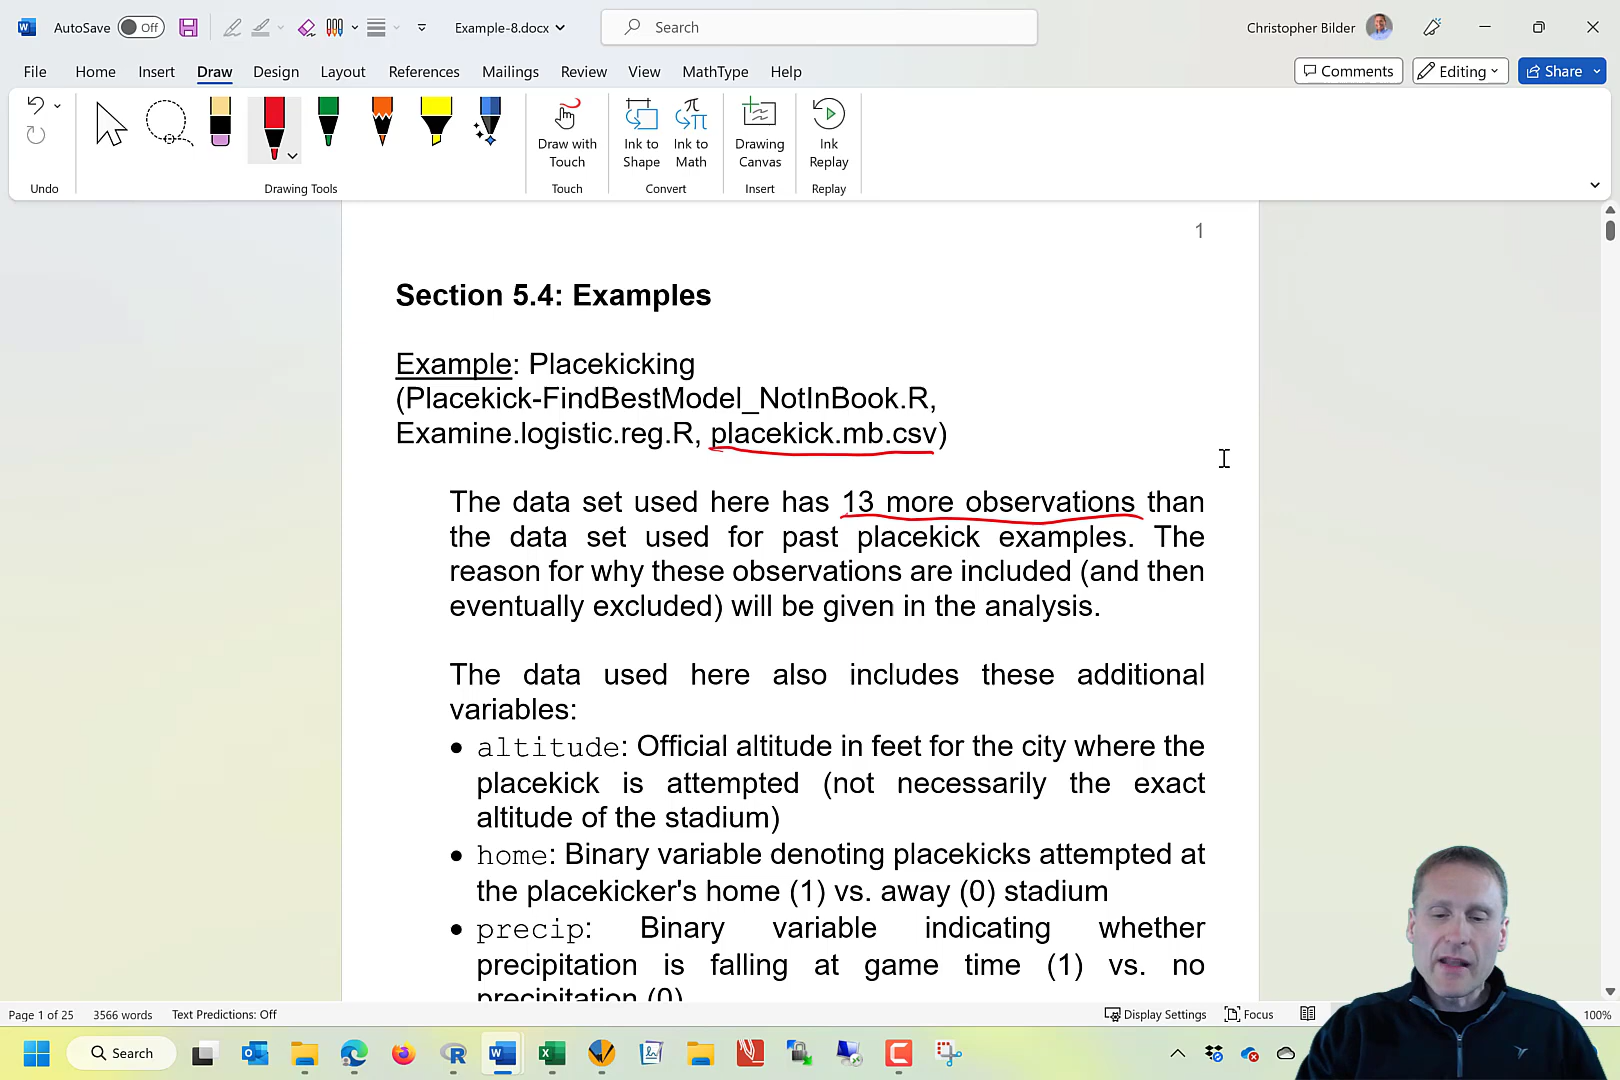 AutoSave Off Example-8.docx Search Christopher Bilder
File Home Insert Draw Design Layout References Mailings Review View MathType Help Comments Editing Share
Draw with Touch
Ink to Shape
Ink to Math
Drawing Canvas
Ink Replay
Undo Drawing Tools Touch Convert Insert Replay
1
Section 5.4: Examples
Example: Placekicking
(Placekick-FindBestModel_NotInBook.R,
Examine.logistic.reg.R, placekick.mb.csv)
The data set used here has 13 more observations than
the data set used for past placekick examples. The
reason for why these observations are included (and then
eventually excluded) will be given in the analysis.
The data used here also includes these additional
variables:
• altitude: Official altitude in feet for the city where the
placekick is attempted (not necessarily the exact
altitude of the stadium)
• home: Binary variable denoting placekicks attempted at
the placekicker's home (1) vs. away (0) stadium
• precip: Binary variable indicating whether
precipitation is falling at game time (1) vs. no
precipitation (0)
Page 1 of 25 3566 words Text Predictions: Off Display Settings Focus 100%
Search